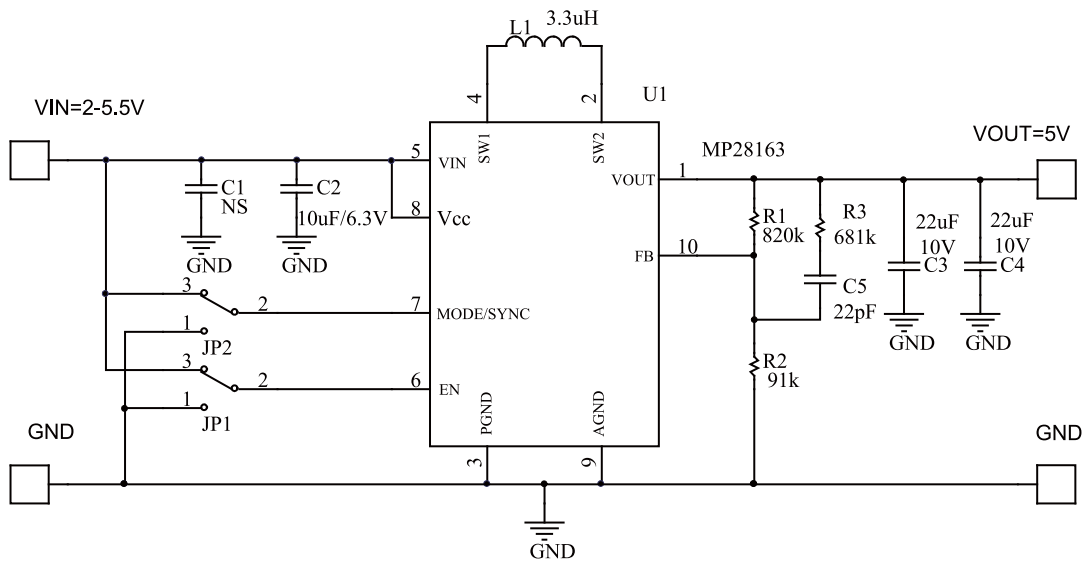 L1
3.3uH
4
2
U1
VIN=2-5.5V
VOUT=5V
SW1
SW2
MP28163
5
VIN
VOUT
1
C1
NS
C2
10uF/6.3V
8
Vcc
R1
820k
R3
681k
22uF
10V
C3
22uF
10V
C4
GND
GND
FB
10
C5
22pF
GND
GND
3
2
7
MODE/SYNC
1
JP2
3
2
6
EN
R2
91k
1
JP1
PGND
AGND
GND
GND
3
9
GND